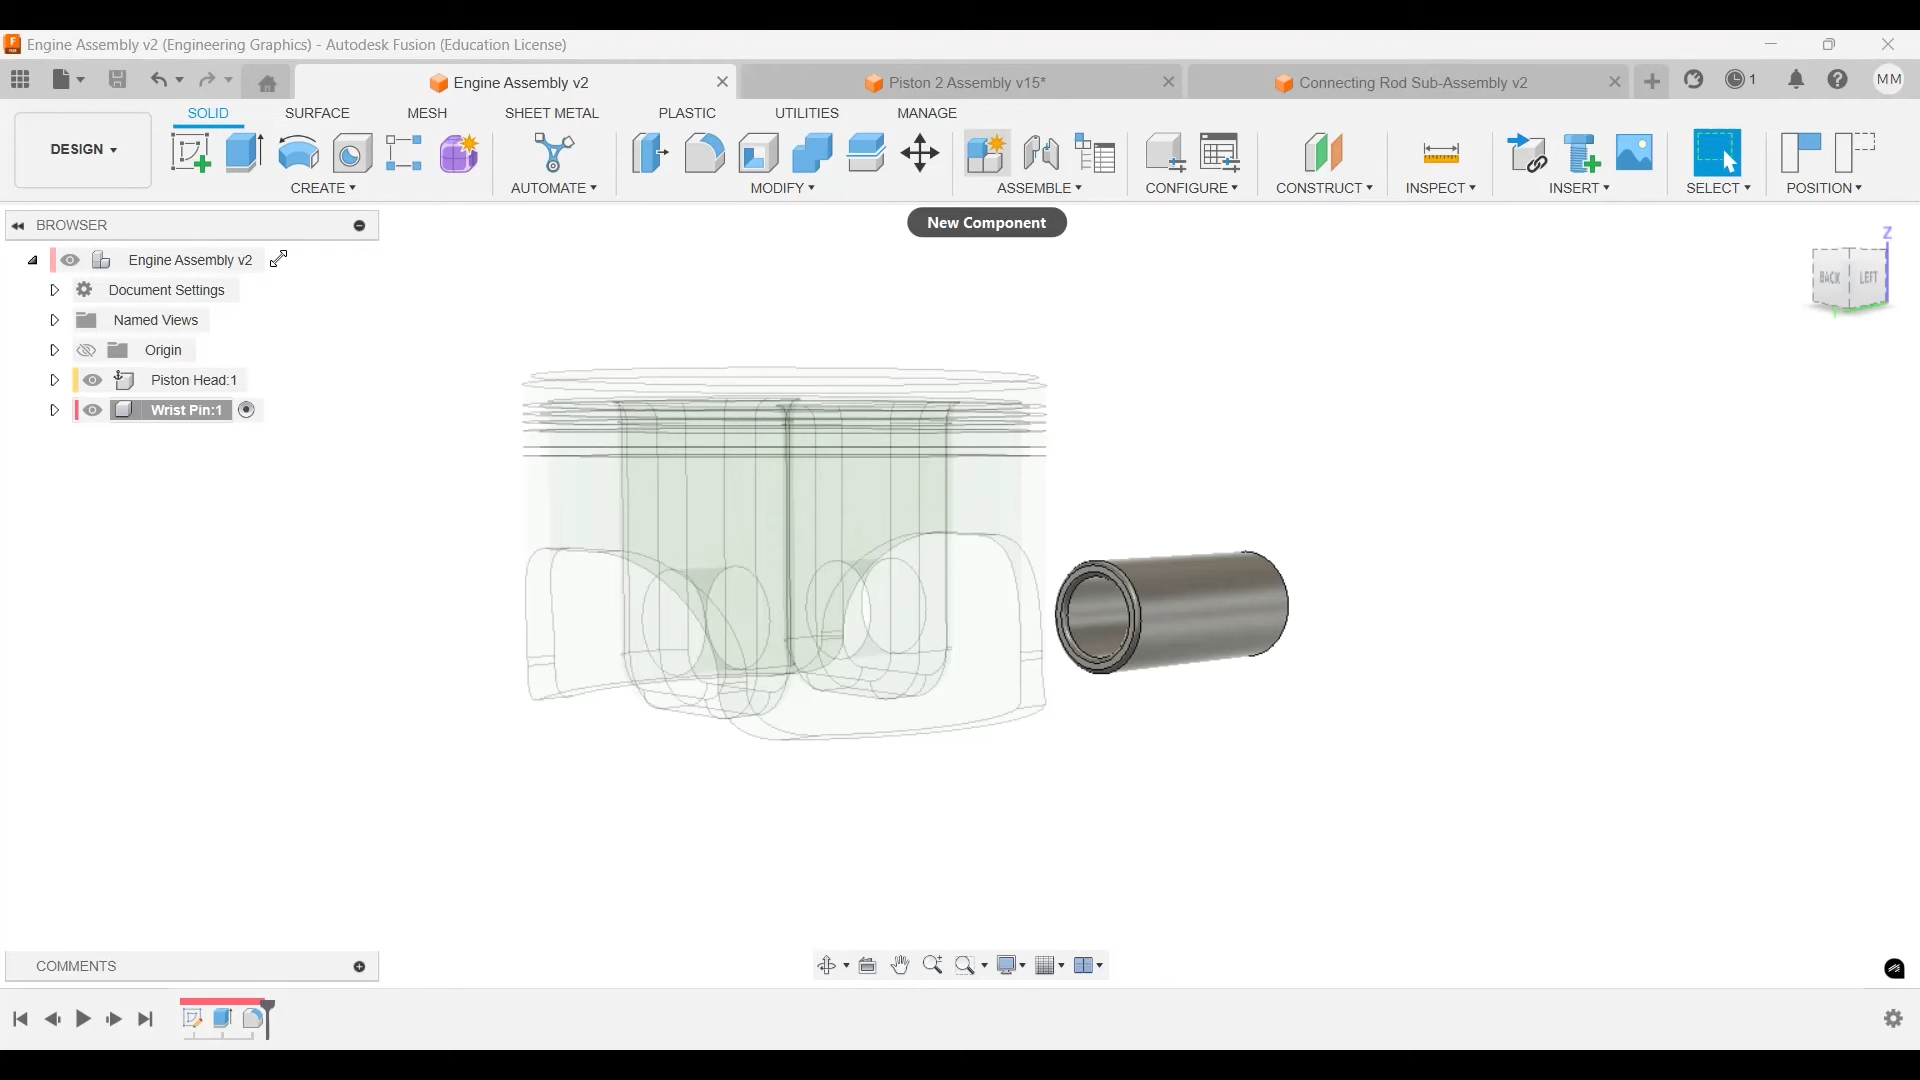 Engine Assembly v2 (Engineering Graphics) - Autodesk Fusion (Education License)
Engine Assembly v2
Piston 2 Assembly v15*
Connecting Rod Sub-Assembly v2
1
MM
SOLID
SURFACE
MESH
SHEET METAL
PLASTIC
UTILITIES
MANAGE
DESIGN
CREATE
AUTOMATE
MODIFY
ASSEMBLE
CONFIGURE
CONSTRUCT
INSPECT
INSERT
SELECT
POSITION
New Component
BROWSER
Engine Assembly v2
Document Settings
Named Views
Origin
Piston Head:1
Wrist Pin:1
Z
BACK
LEFT
Y
COMMENTS